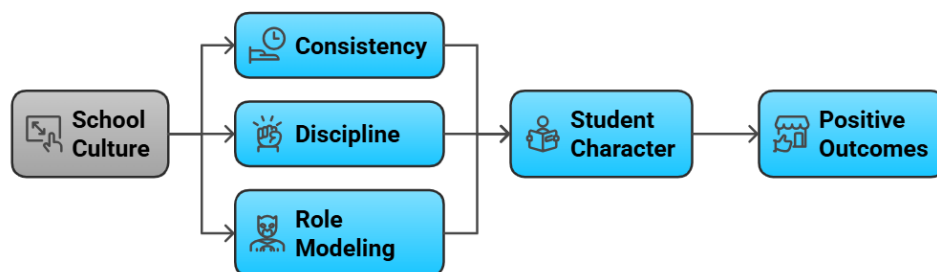 School
Culture
Consistency
Discipline
Role
Modeling
Student
Character
Positive
Outcomes